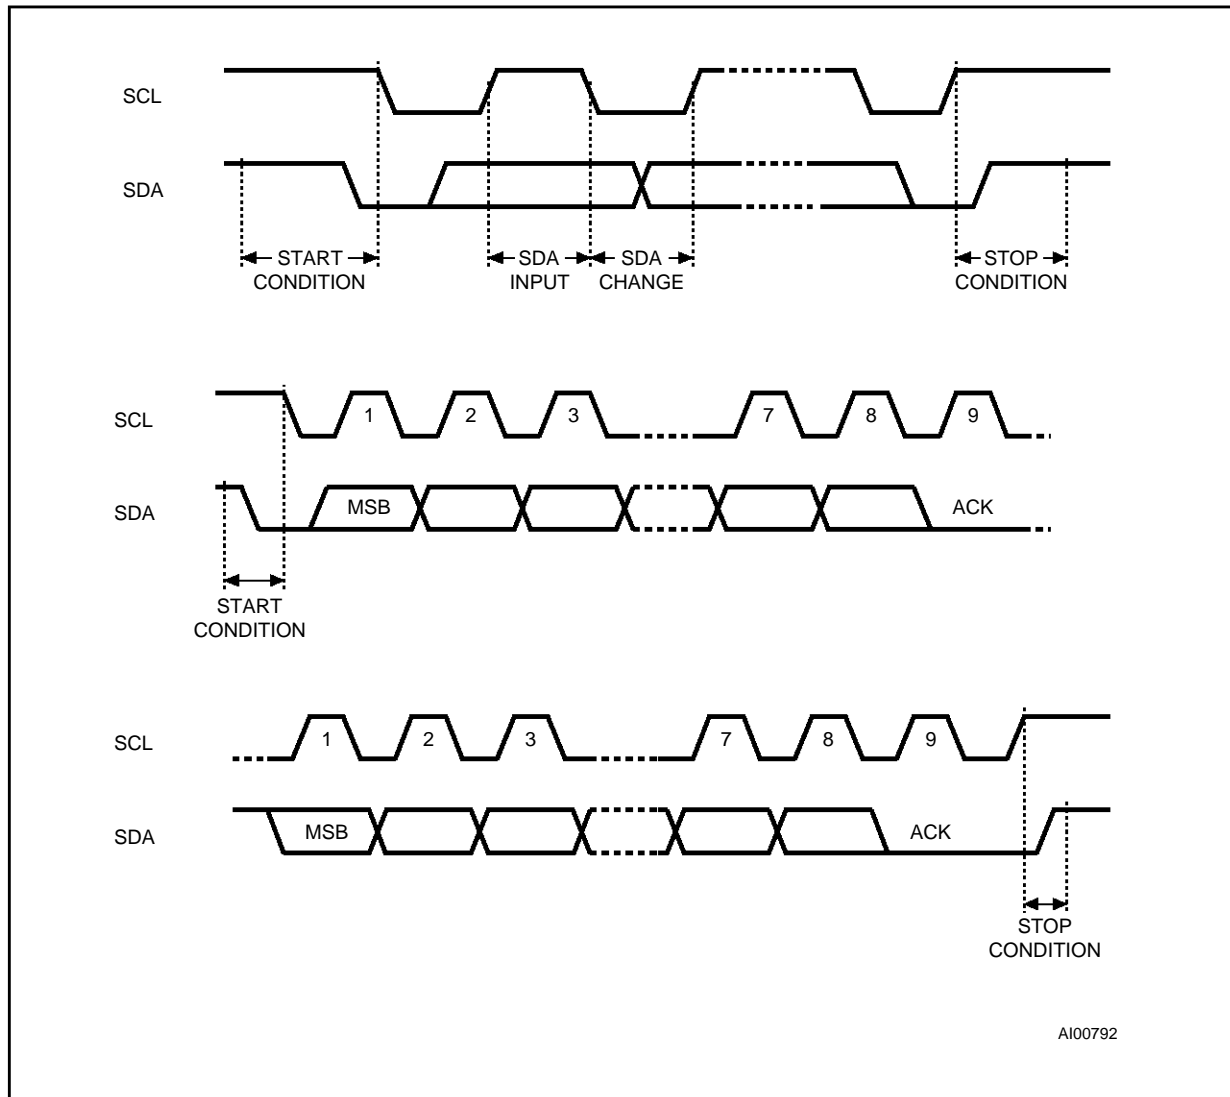 SCL
SDA
START CONDITION
SDA INPUT
SDA CHANGE
STOP CONDITION
SCL
1 2 3 7 8 9
SDA
MSB ACK
START CONDITION
SCL
1 2 3 7 8 9
SDA
MSB ACK
STOP CONDITION
AI00792